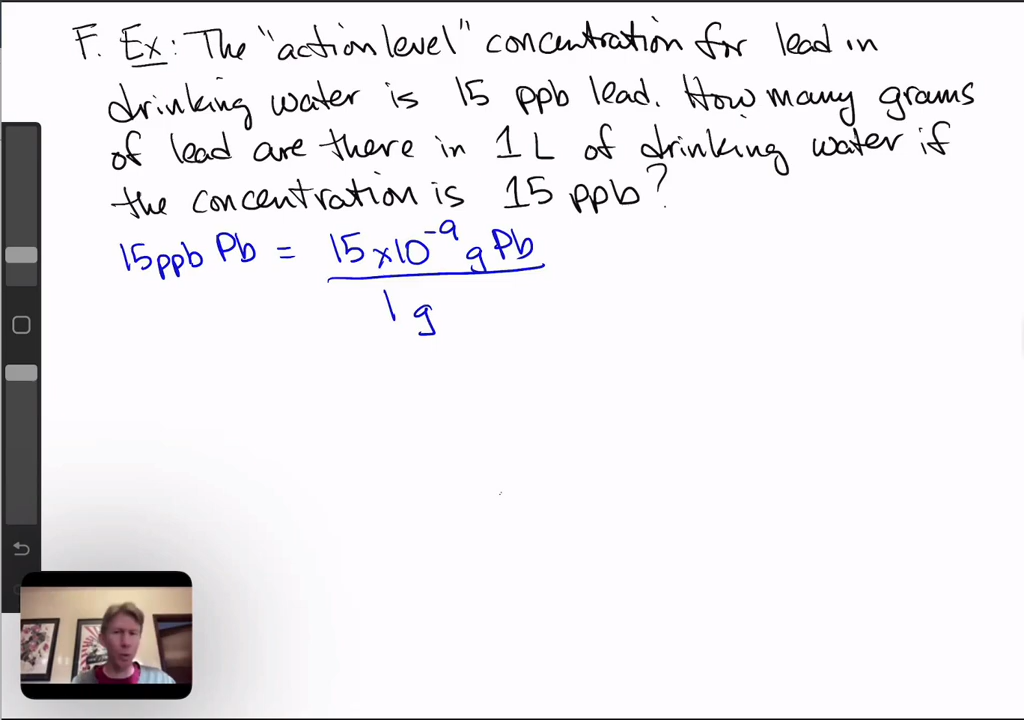 F. Ex: The "action level" concentration for lead in
drinking water is 15 ppb lead. How many grams
of lead are there in 1 L of drinking water if
the concentration is 15 ppb?
15ppb Pb = 15 x 10⁻⁹ g Pb
1 g